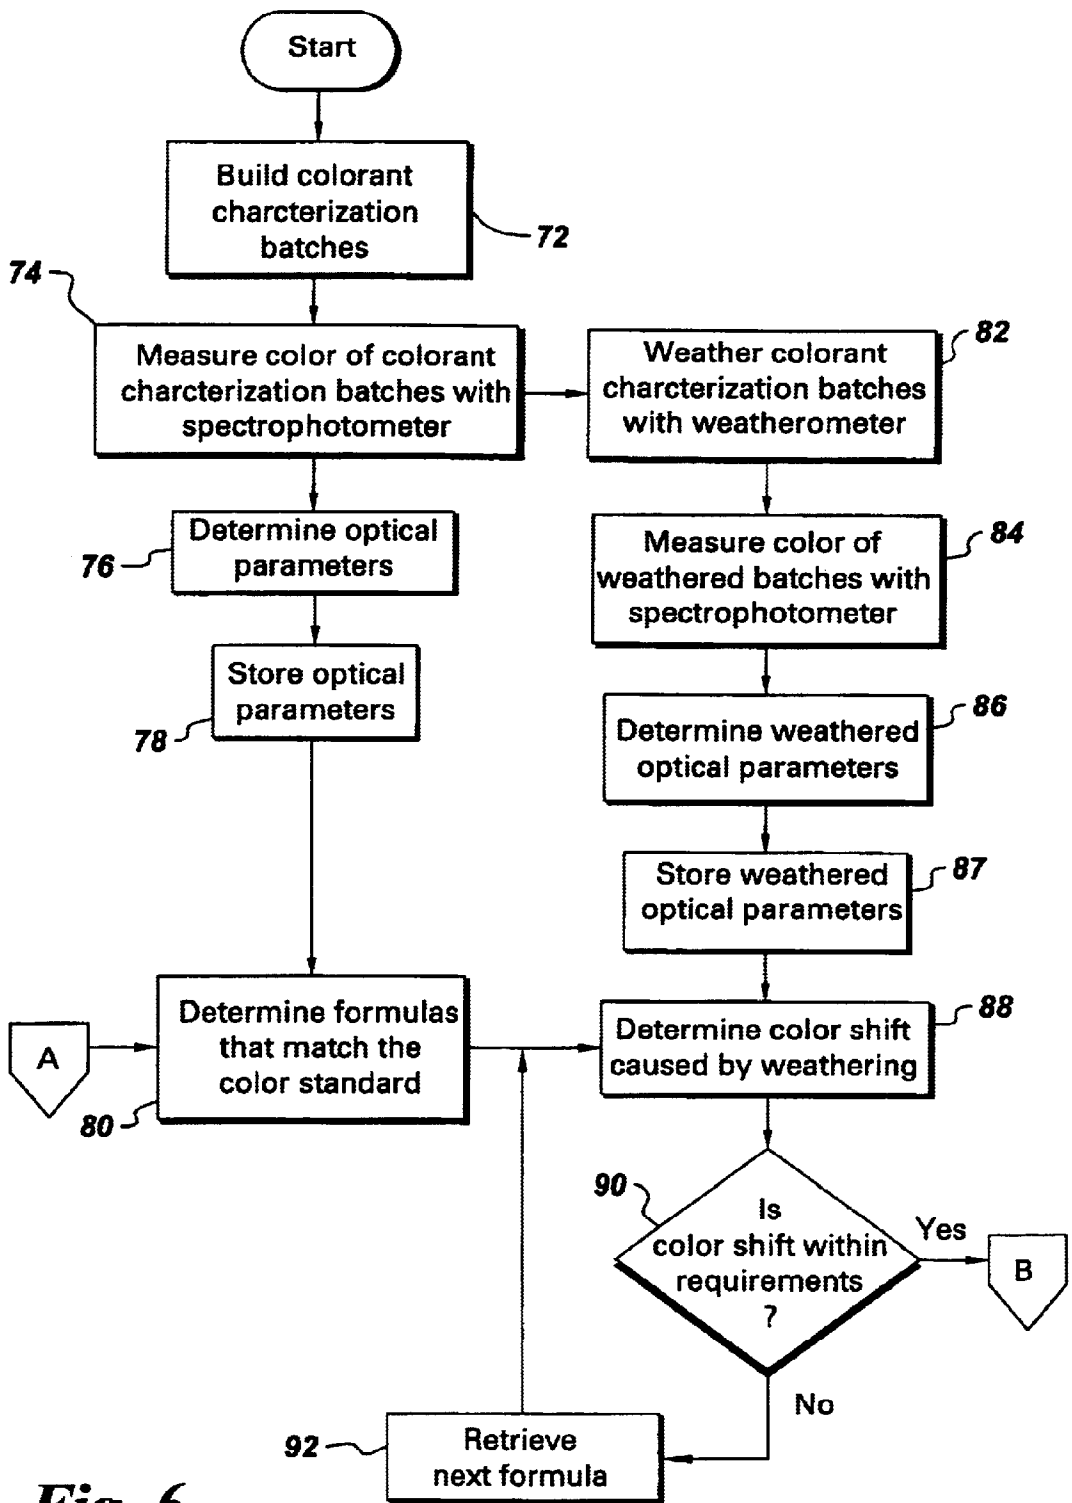 Start
Build colorant
charcterization
batches
72
74
Measure color of colorant
charcterization batches with
spectrophotometer
82
Weather colorant
charcterization batches
with weatherometer
76
Determine optical
parameters
84
Measure color of
weathered batches with
spectrophotometer
78
Store optical
parameters
86
Determine weathered
optical parameters
87
Store weathered
optical parameters
A
80
Determine formulas
that match the
color standard
88
Determine color shift
caused by weathering
90
Is
color shift within
requirements
?
Yes
B
No
92
Retrieve
next formula
Fig. 6